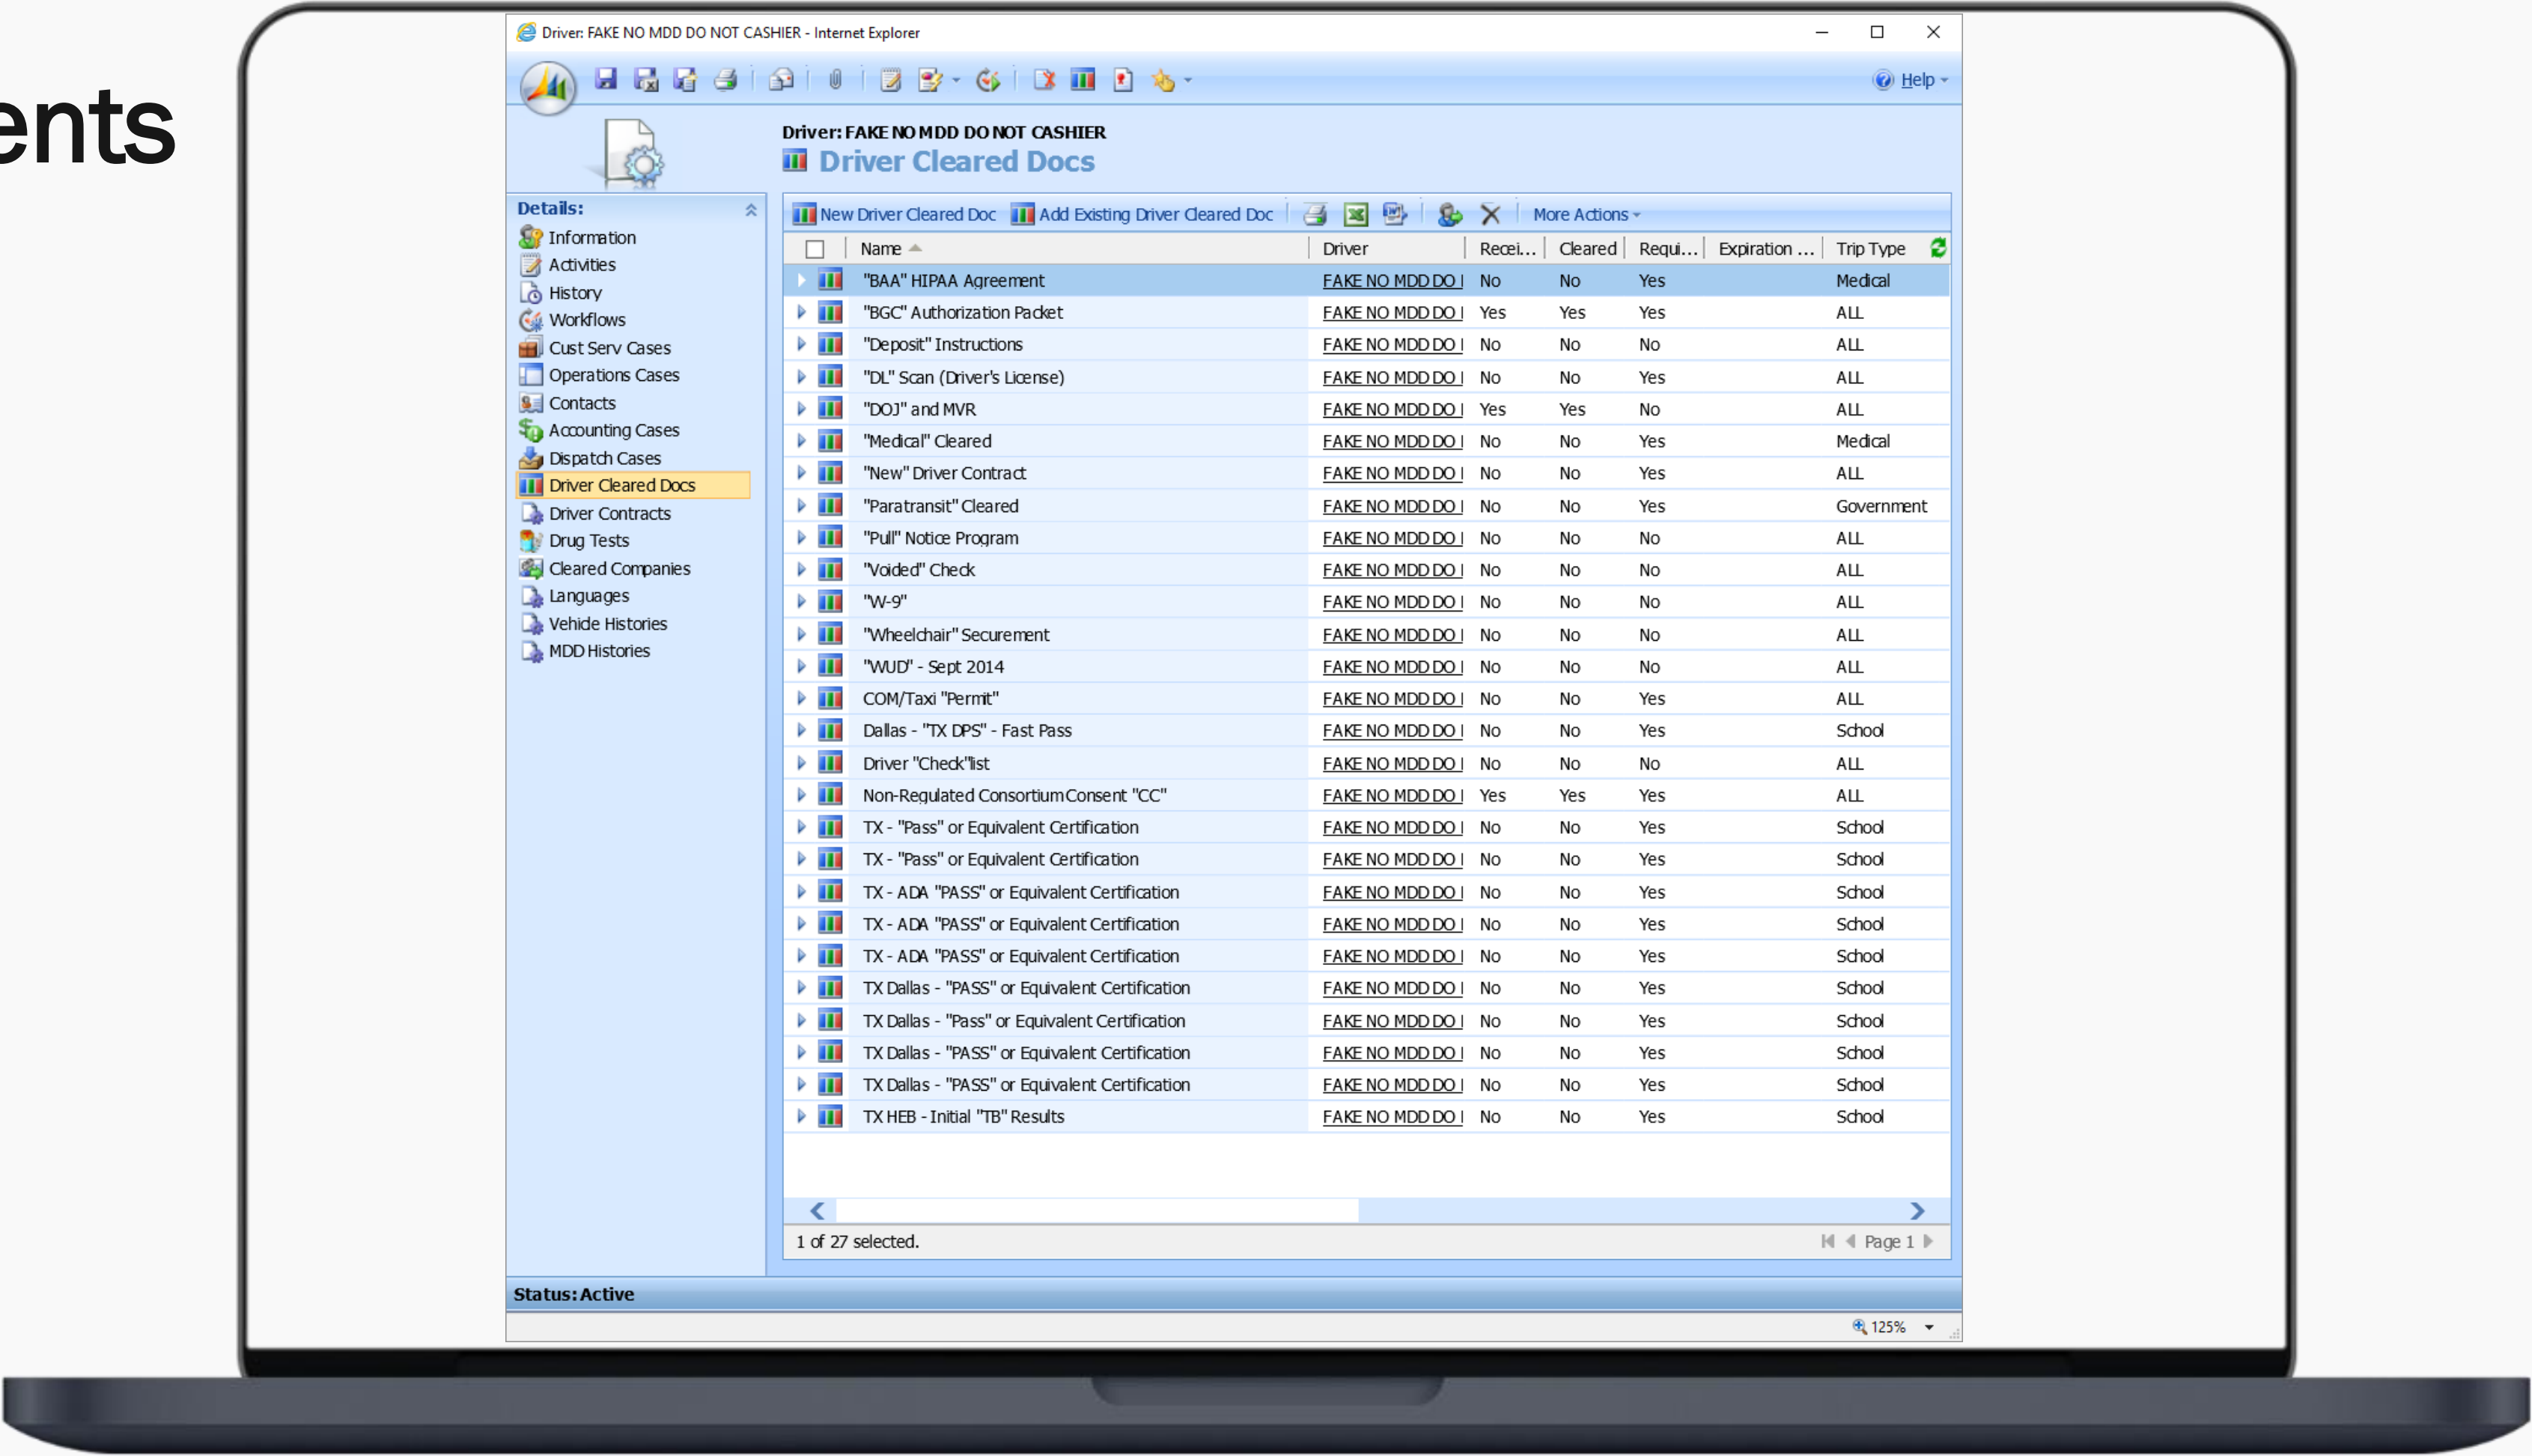 ents
Driver: FAKE NO MDD DO NOT CASHIER - Internet Explorer
Help
Driver: FAKE NO MDD DO NOT CASHIER
Driver Cleared Docs
Details:
Information
Activities
History
Workflows
Cust Serv Cases
Operations Cases
Contacts
Accounting Cases
Dispatch Cases
Driver Cleared Docs
Driver Contracts
Drug Tests
Cleared Companies
Languages
Vehicle Histories
MDD Histories
New Driver Cleared Doc Add Existing Driver Cleared Doc More Actions
Name Driver Recei... Cleared Requi... Expiration ... Trip Type
"BAA" HIPAA Agreement FAKE NO MDD DO No No Yes Medical
"BGC" Authorization Packet FAKE NO MDD DO Yes Yes Yes ALL
"Deposit" Instructions FAKE NO MDD DO No No No ALL
"DL" Scan (Driver's License) FAKE NO MDD DO No No Yes ALL
"DOJ" and MVR FAKE NO MDD DO Yes Yes No ALL
"Medical" Cleared FAKE NO MDD DO No No Yes Medical
"New" Driver Contract FAKE NO MDD DO No No Yes ALL
"Paratransit" Cleared FAKE NO MDD DO No No Yes Government
"Pull" Notice Program FAKE NO MDD DO No No No ALL
"Voided" Check FAKE NO MDD DO No No No ALL
"W-9" FAKE NO MDD DO No No No ALL
"Wheelchair" Securement FAKE NO MDD DO No No No ALL
"WUD" - Sept 2014 FAKE NO MDD DO No No No ALL
COM/Taxi "Permit" FAKE NO MDD DO No No Yes ALL
Dallas - "TX DPS" - Fast Pass FAKE NO MDD DO No No Yes School
Driver "Check"list FAKE NO MDD DO No No No ALL
Non-Regulated Consortium Consent "CC" FAKE NO MDD DO Yes Yes Yes ALL
TX - "Pass" or Equivalent Certification FAKE NO MDD DO No No Yes School
TX - "Pass" or Equivalent Certification FAKE NO MDD DO No No Yes School
TX - ADA "PASS" or Equivalent Certification FAKE NO MDD DO No No Yes School
TX - ADA "PASS" or Equivalent Certification FAKE NO MDD DO No No Yes School
TX - ADA "PASS" or Equivalent Certification FAKE NO MDD DO No No Yes School
TX Dallas - "PASS" or Equivalent Certification FAKE NO MDD DO No No Yes School
TX Dallas - "Pass" or Equivalent Certification FAKE NO MDD DO No No Yes School
TX Dallas - "PASS" or Equivalent Certification FAKE NO MDD DO No No Yes School
TX Dallas - "PASS" or Equivalent Certification FAKE NO MDD DO No No Yes School
TX HEB - Initial "TB" Results FAKE NO MDD DO No No Yes School
1 of 27 selected. Page 1
Status: Active
125%